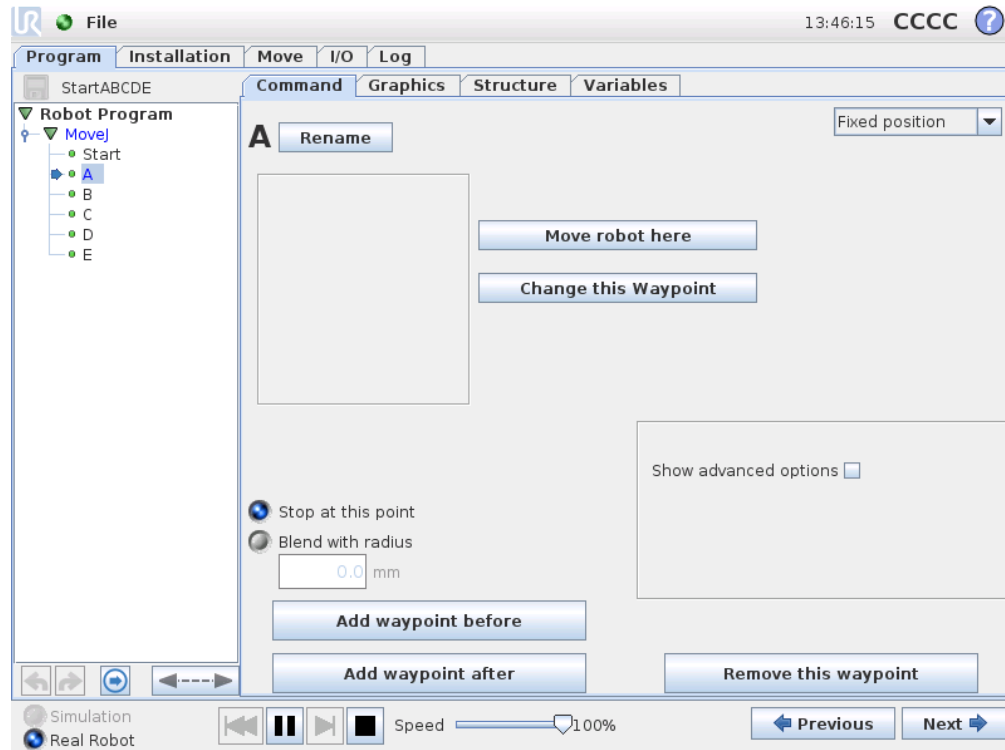 UR File 13:46:15 CCCC ?
Program Installation Move I/O Log
StartABCDE
Command Graphics Structure Variables
Robot Program
MoveJ
Start
A
B
C
D
E
A Rename
Fixed position
Move robot here
Change this Waypoint
Show advanced options
Stop at this point
Blend with radius
0.0 mm
Add waypoint before
Add waypoint after
Remove this waypoint
Simulation
Real Robot
Speed 100%
Previous Next